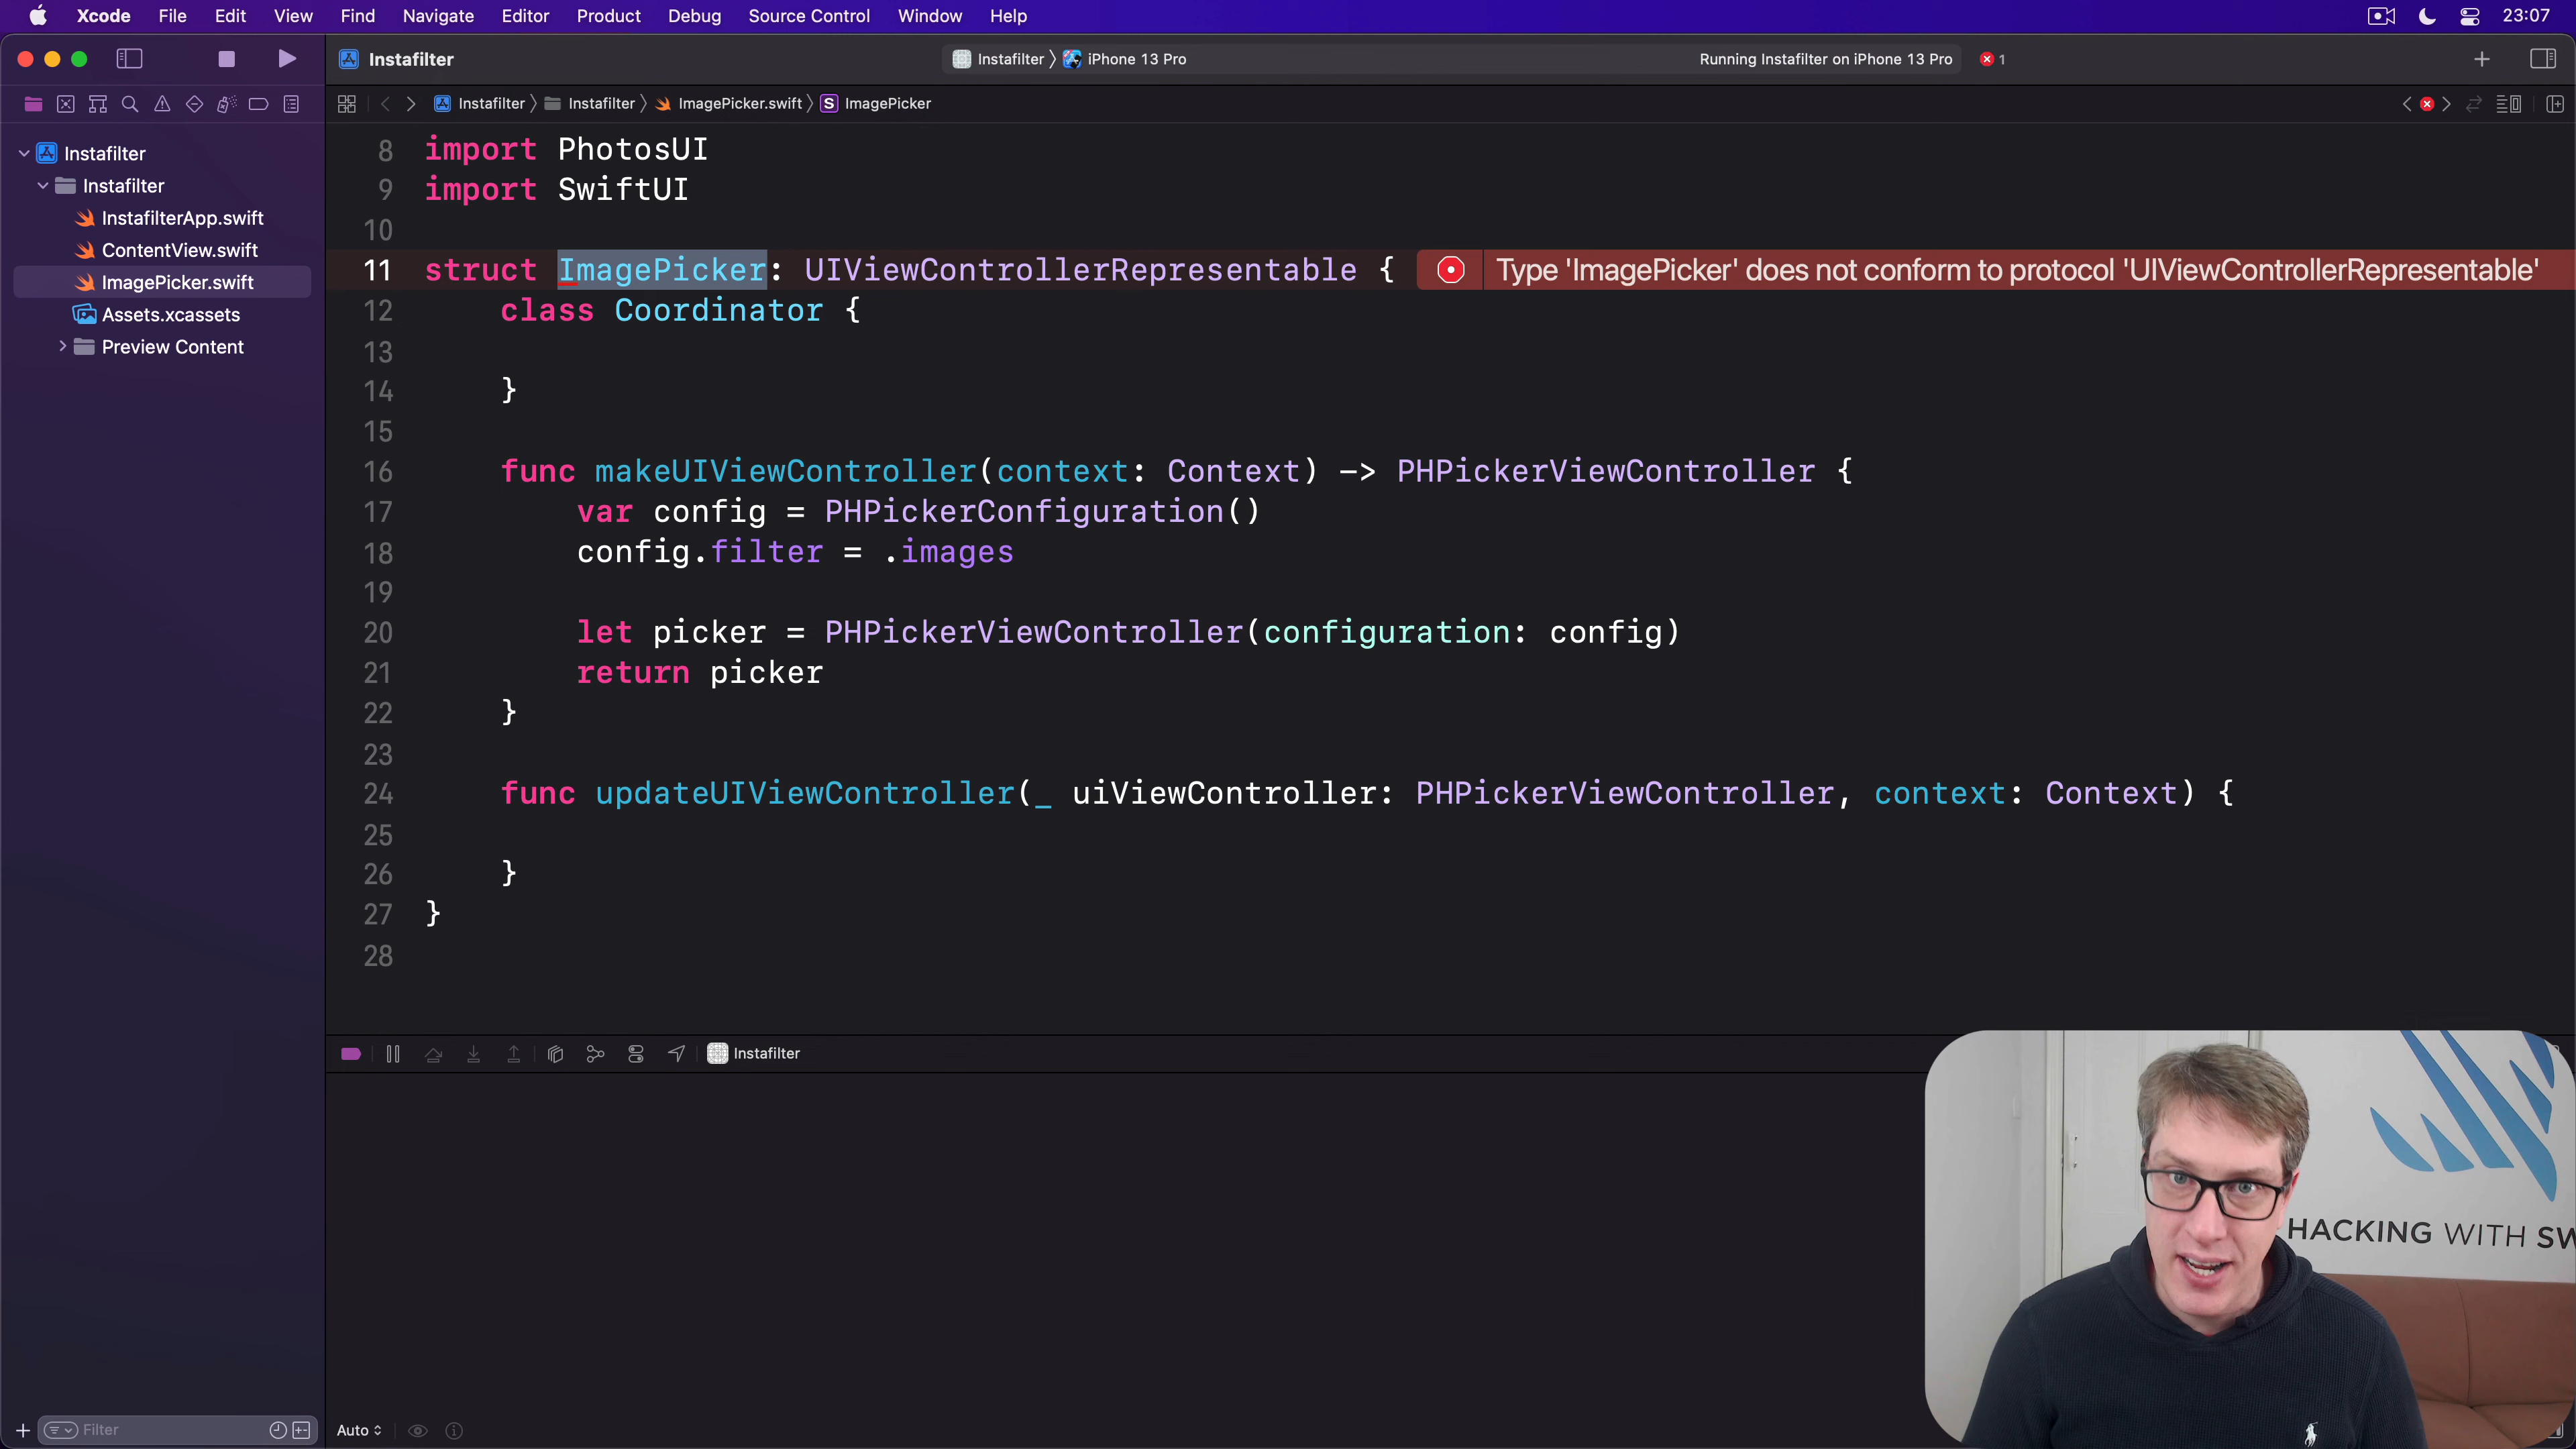 Xcode File Edit View Find Navigate Editor Product Debug Source Control Window Help 23:07
Instafilter Instafilter iPhone 13 Pro Running Instafilter on iPhone 13 Pro 1
Instafilter Instafilter ImagePicker.swift S ImagePicker
Instafilter
Instafilter
InstafilterApp.swift
ContentView.swift
ImagePicker.swift
Assets.xcassets
Preview Content
8 import PhotosUI
9 import SwiftUI
10
11 struct ImagePicker: UIViewControllerRepresentable { Type 'ImagePicker' does not conform to protocol 'UIViewControllerRepresentable'
12 class Coordinator {
13
14 }
15
16 func makeUIViewController(context: Context) -> PHPickerViewController {
17 var config = PHPickerConfiguration()
18 config.filter = .images
19
20 let picker = PHPickerViewController(configuration: config)
21 return picker
22 }
23
24 func updateUIViewController(_ uiViewController: PHPickerViewController, context: Context) {
25
26 }
27 }
28
Instafilter
HACKING WITH SW
Filter
Auto